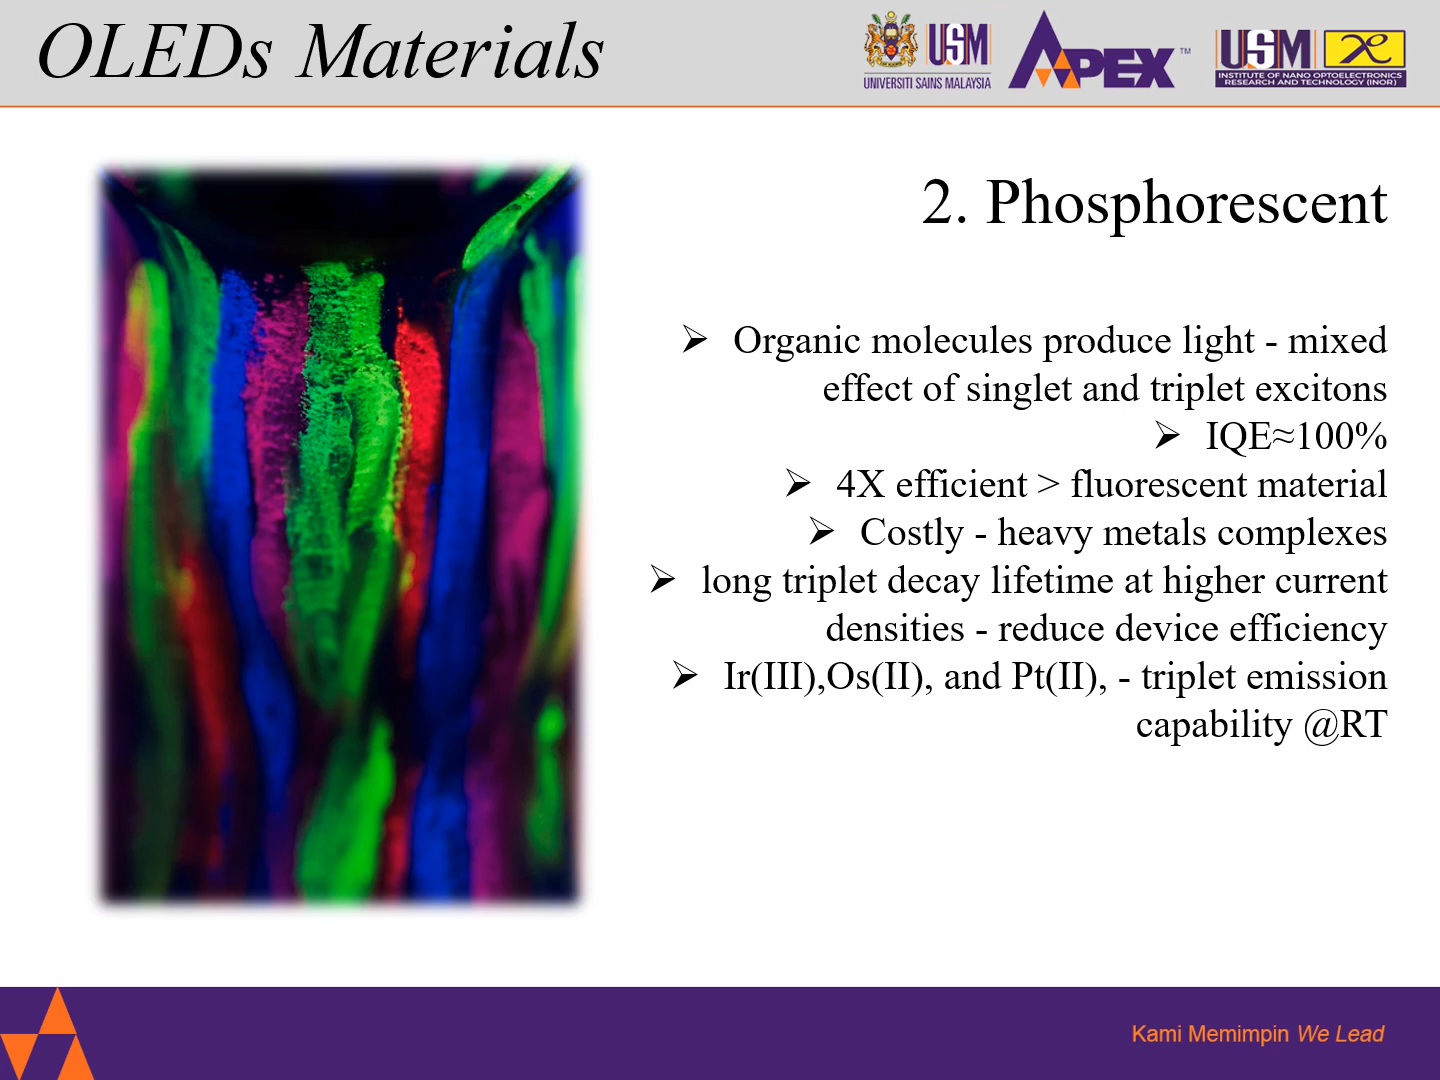 OLEDs Materials
USM
UNIVERSITI SAINS MALAYSIA
APEX TM
USM
INSTITUTE OF NANO OPTOELECTRONICS
RESEARCH AND TECHNOLOGY (INOR)
2. Phosphorescent
➢ Organic molecules produce light - mixed
effect of singlet and triplet excitons
➢ IQE≈100%
➢ 4X efficient > fluorescent material
➢ Costly - heavy metals complexes
➢ long triplet decay lifetime at higher current
densities - reduce device efficiency
➢ Ir(III),Os(II), and Pt(II), - triplet emission
capability @RT
Kami Memimpin We Lead